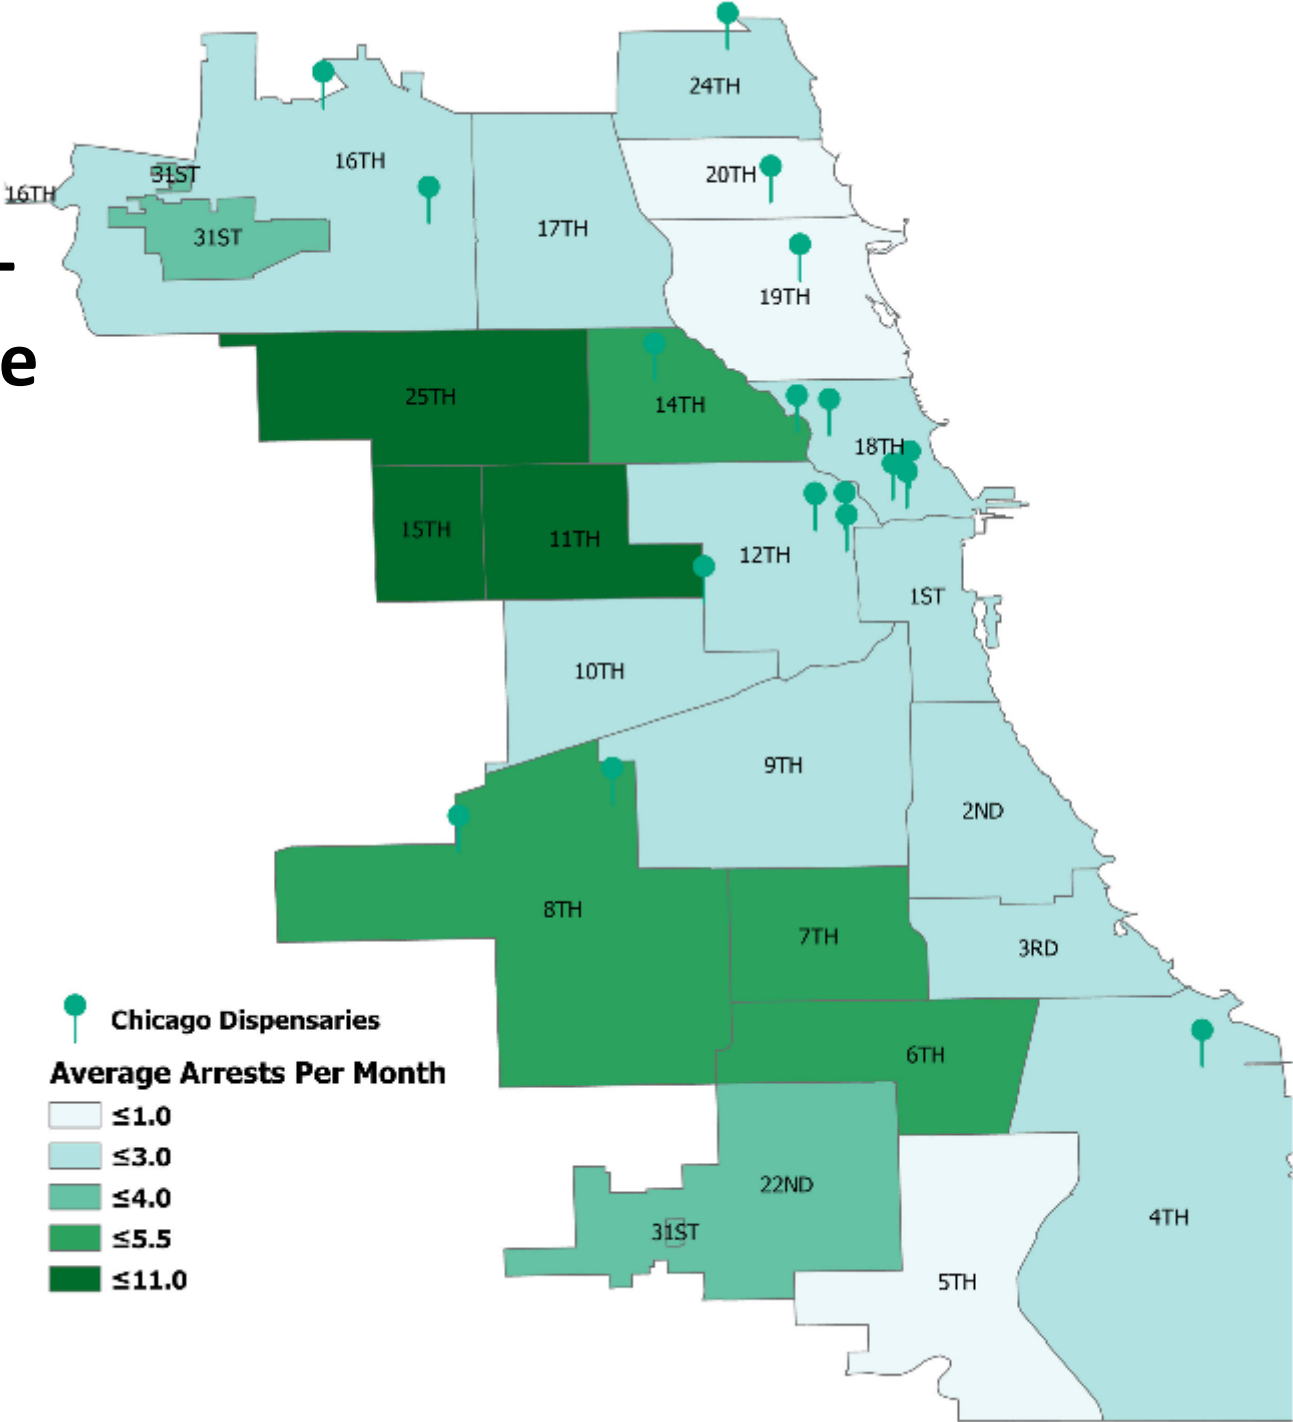 24TH
16TH
31ST
20TH
16TH
17TH
31ST
-
19TH
e
25TH
14TH
18TH
15TH
11TH
12TH
1ST
10TH
9TH
2ND
8TH
7TH
3RD
Chicago Dispensaries
6TH
Average Arrests Per Month
≤1.0
≤3.0
≤4.0
22ND
4TH
≤5.5
31ST
≤11.0
5TH